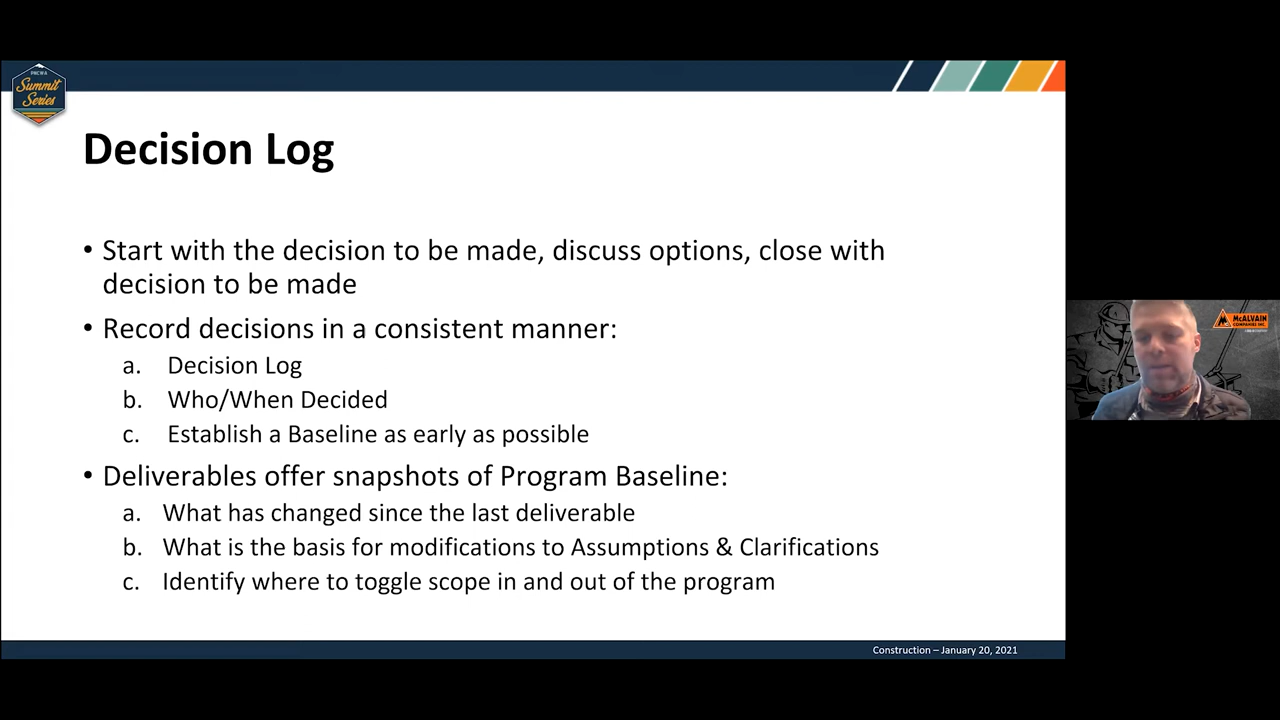 PNCWA
Summit
Series
Decision Log
• Start with the decision to be made, discuss options, close with
decision to be made
• Record decisions in a consistent manner:
a. Decision Log
b. Who/When Decided
c. Establish a Baseline as early as possible
• Deliverables offer snapshots of Program Baseline:
a. What has changed since the last deliverable
b. What is the basis for modifications to Assumptions & Clarifications
c. Identify where to toggle scope in and out of the program
Construction – January 20, 2021
McALVAIN
COMPANIES INC.